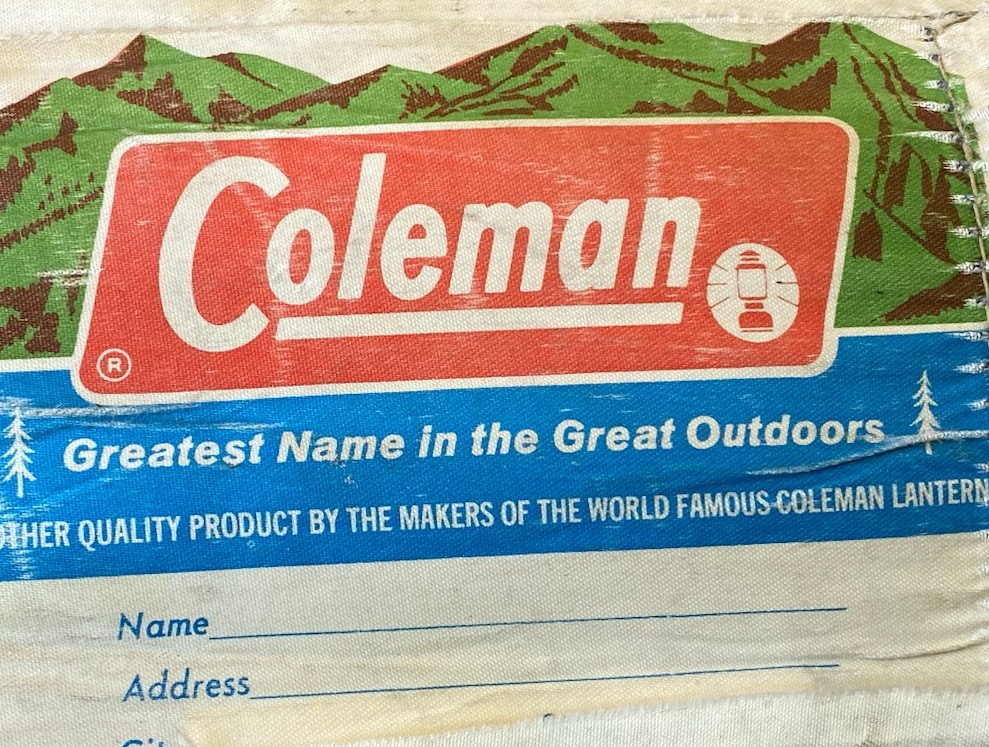 Coleman
®
Greatest Name in the Great Outdoors
OTHER QUALITY PRODUCT BY THE MAKERS OF THE WORLD FAMOUS COLEMAN LANTERN
Name
Address